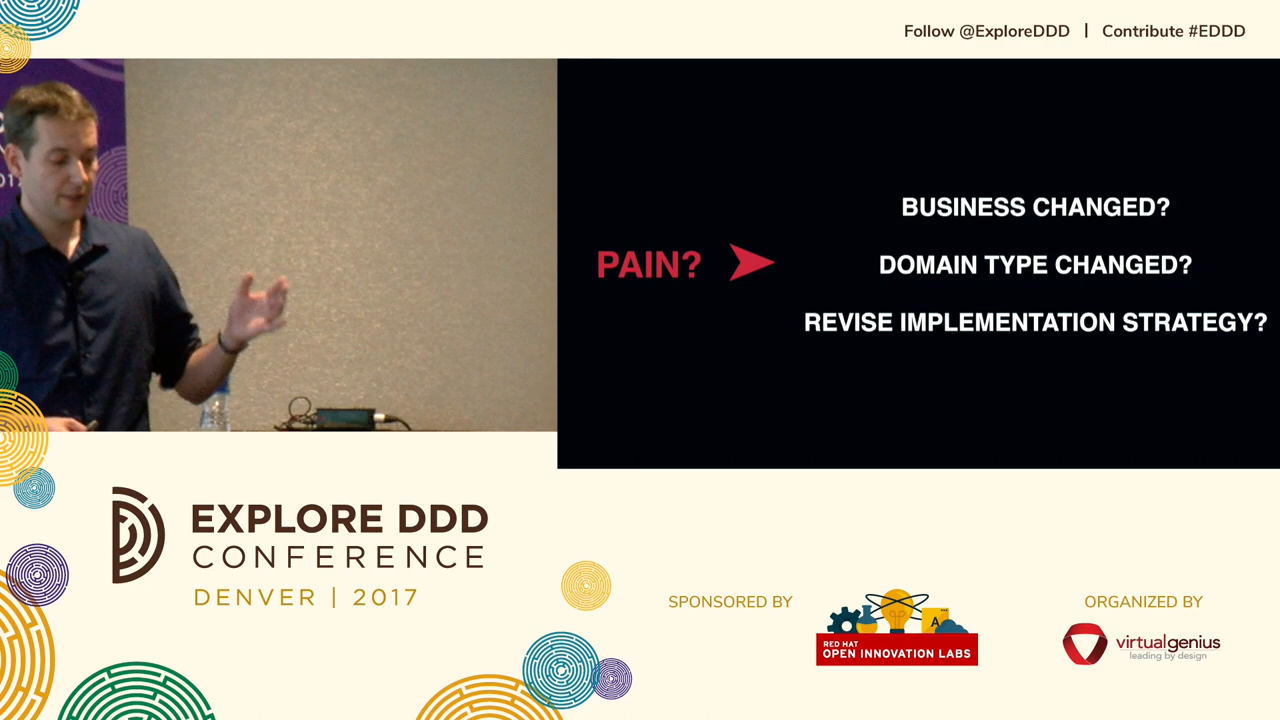 Follow @ExploreDDD | Contribute #EDDD
BUSINESS CHANGED?
PAIN?
DOMAIN TYPE CHANGED?
REVISE IMPLEMENTATION STRATEGY?
EXPLORE DDD
CONFERENCE
DENVER | 2017
SPONSORED BY
A
RED HAT
OPEN INNOVATION LABS
ORGANIZED BY
virtualgenius
leading by design